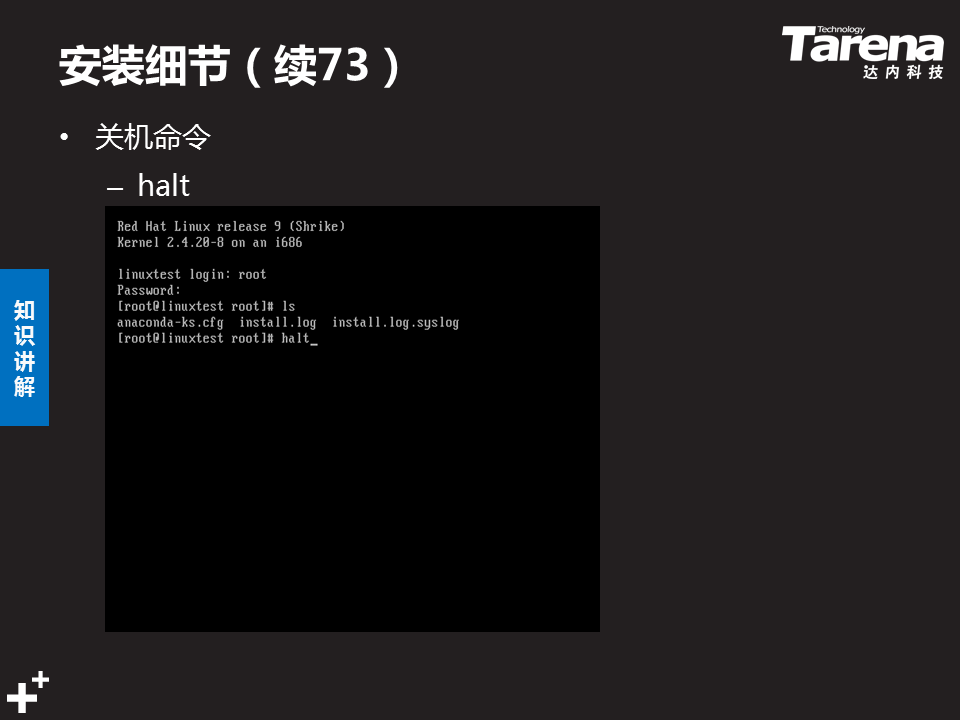 安装细节（续73）
Technology
Tarena
达内科技
• 关机命令
– halt
Red Hat Linux release 9 (Shrike)
Kernel 2.4.20-8 on an i686
linuxtest login: root
Password:
[root@linuxtest root]# ls
anaconda-ks.cfg  install.log  install.log.syslog
[root@linuxtest root]# halt_
知
识
讲
解